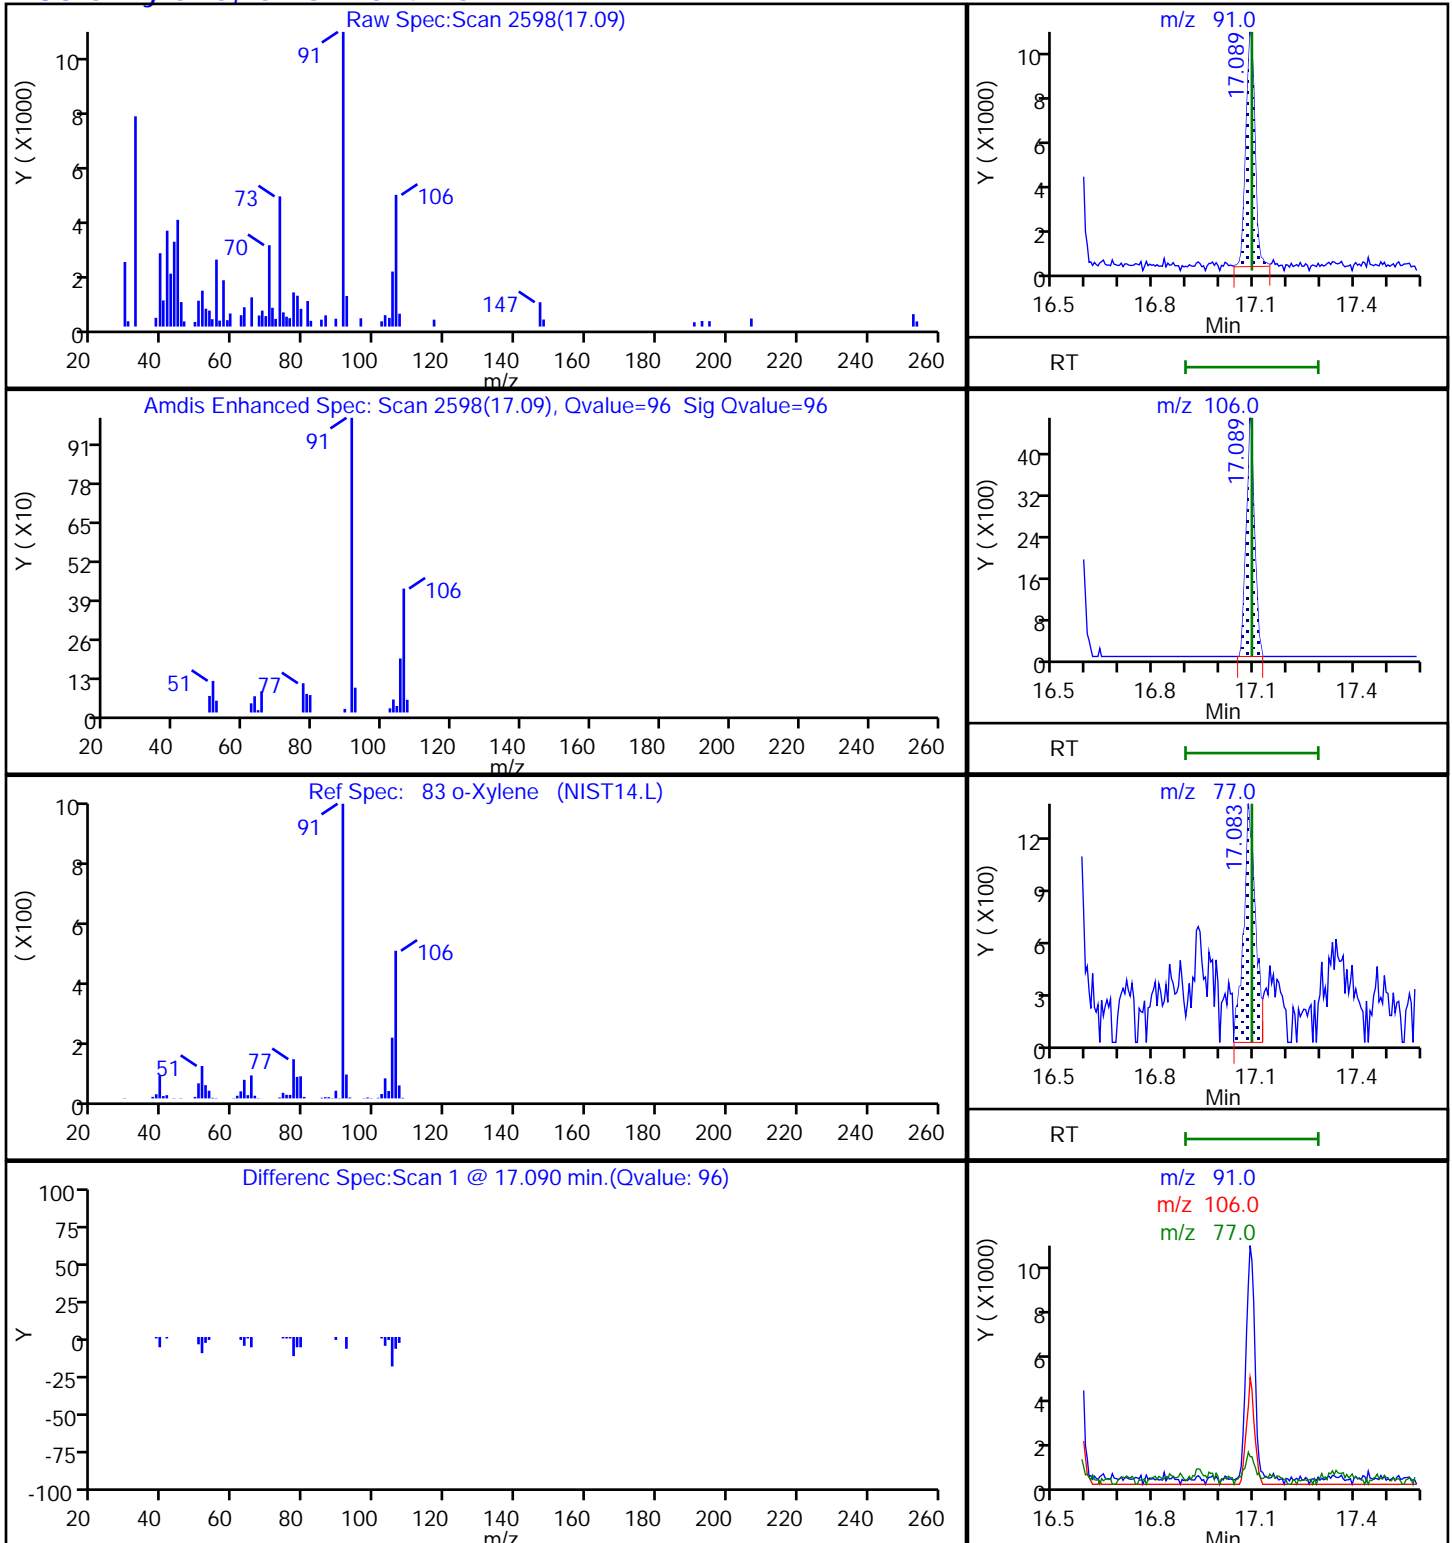 Raw Spec:Scan 2598(17.09)
Y ( X1000)
10
8
6
4
2
0
91
73
70
106
147
20 40 60 80 100 120 140 160 180 200 220 240 260
m/z
m/z 91.0
Y ( X1000)
10
8
6
4
2
0
17.089
16.5 16.8 17.1 17.4
Min
RT
Amdis Enhanced Spec: Scan 2598(17.09), Qvalue=96 Sig Qvalue=96
Y ( X10)
91
78
65
52
39
26
13
0
91
106
51
77
20 40 60 80 100 120 140 160 180 200 220 240 260
m/z
m/z 106.0
Y ( X100)
40
32
24
16
8
0
17.089
16.5 16.8 17.1 17.4
Min
RT
Ref Spec: 83 o-Xylene (NIST14.L)
( X100)
10
8
6
4
2
0
91
106
51
77
20 40 60 80 100 120 140 160 180 200 220 240 260
m/z 77.0
Y ( X100)
12
9
6
3
0
17.083
16.5 16.8 17.1 17.4
Min
RT
Differenc Spec:Scan 1 @ 17.090 min.(Qvalue: 96)
Y
100
75
50
25
0
-25
-50
-75
-100
20 40 60 80 100 120 140 160 180 200 220 240 260
m/z
m/z 91.0
m/z 106.0
m/z 77.0
Y ( X1000)
10
8
6
4
2
0
16.5 16.8 17.1 17.4
Min